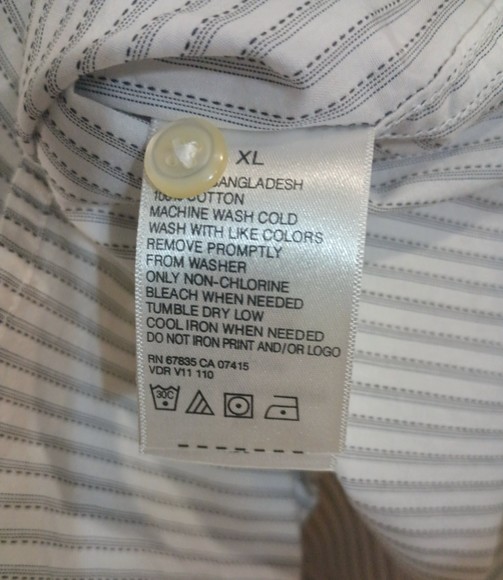 XL
BANGLADESH
100% COTTON
MACHINE WASH COLD
WASH WITH LIKE COLORS
REMOVE PROMPTLY
FROM WASHER
ONLY NON-CHLORINE
BLEACH WHEN NEEDED
TUMBLE DRY LOW
COOL IRON WHEN NEEDED
DO NOT IRON PRINT AND/OR LOGO
RN 67835 CA 07415
VDR V11 110
30C